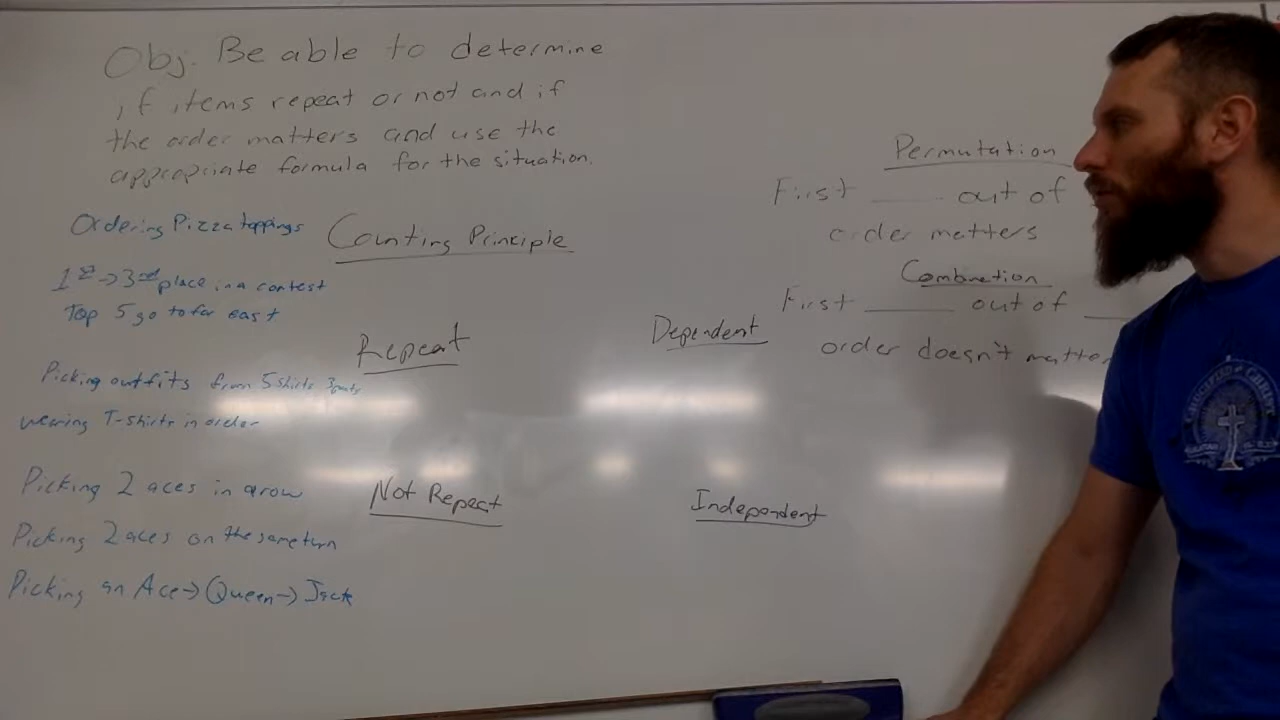 Obj. Be able to determine
if items repeat or not and if
the order matters and use the
appropriate formula for the situation.
Ordering Pizza toppings
Counting Principle
1st → 3rd place in a contest
Top 5 go to far east
Repeat
Picking outfits from 5 shirts 3 pants
wearing T-shirts in order
Picking 2 aces in a row
Not Repeat
Picking 2 aces on the same turn
Picking an Ace → Queen → Jack
Dependent
Independent
Permutation
First ____ out of
order matters
Combination
First ____ out of ____
order doesn't matter